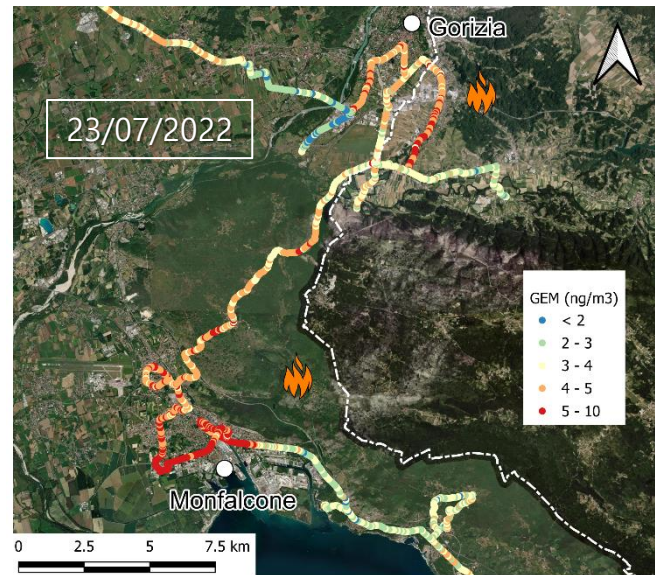 Gorizia
23/07/2022
GEM (ng/m3)
< 2
2 - 3
3 - 4
4 - 5
5 - 10
Monfalcone
0 2.5 5 7.5 km